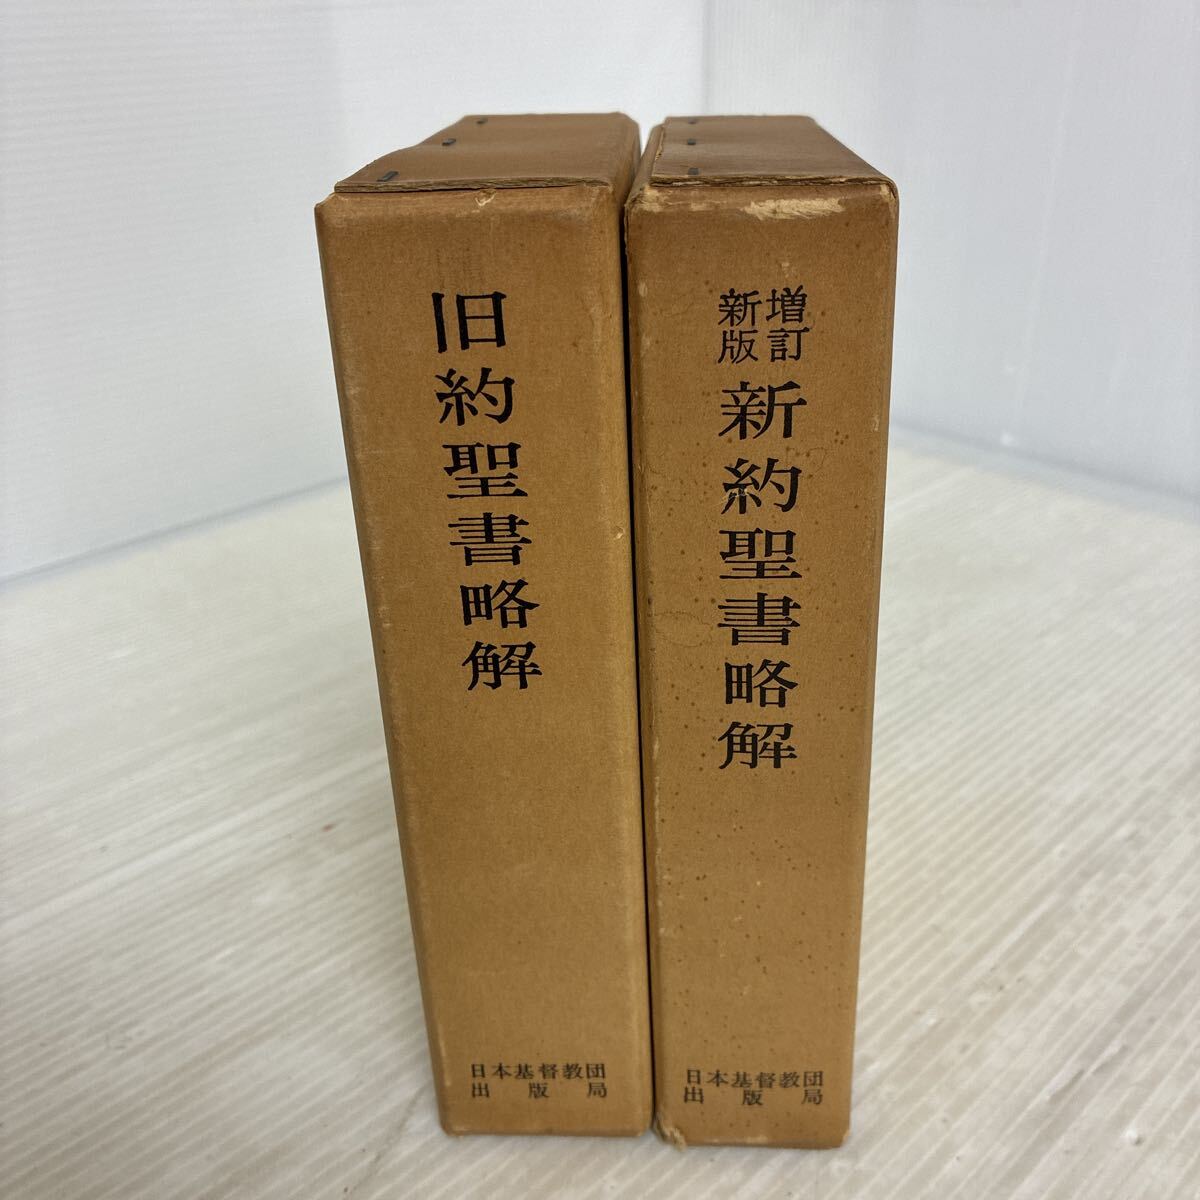 旧約聖書略解
日本基督教団
出版局
増訂
新版
新約聖書略解
日本基督教団
出版局